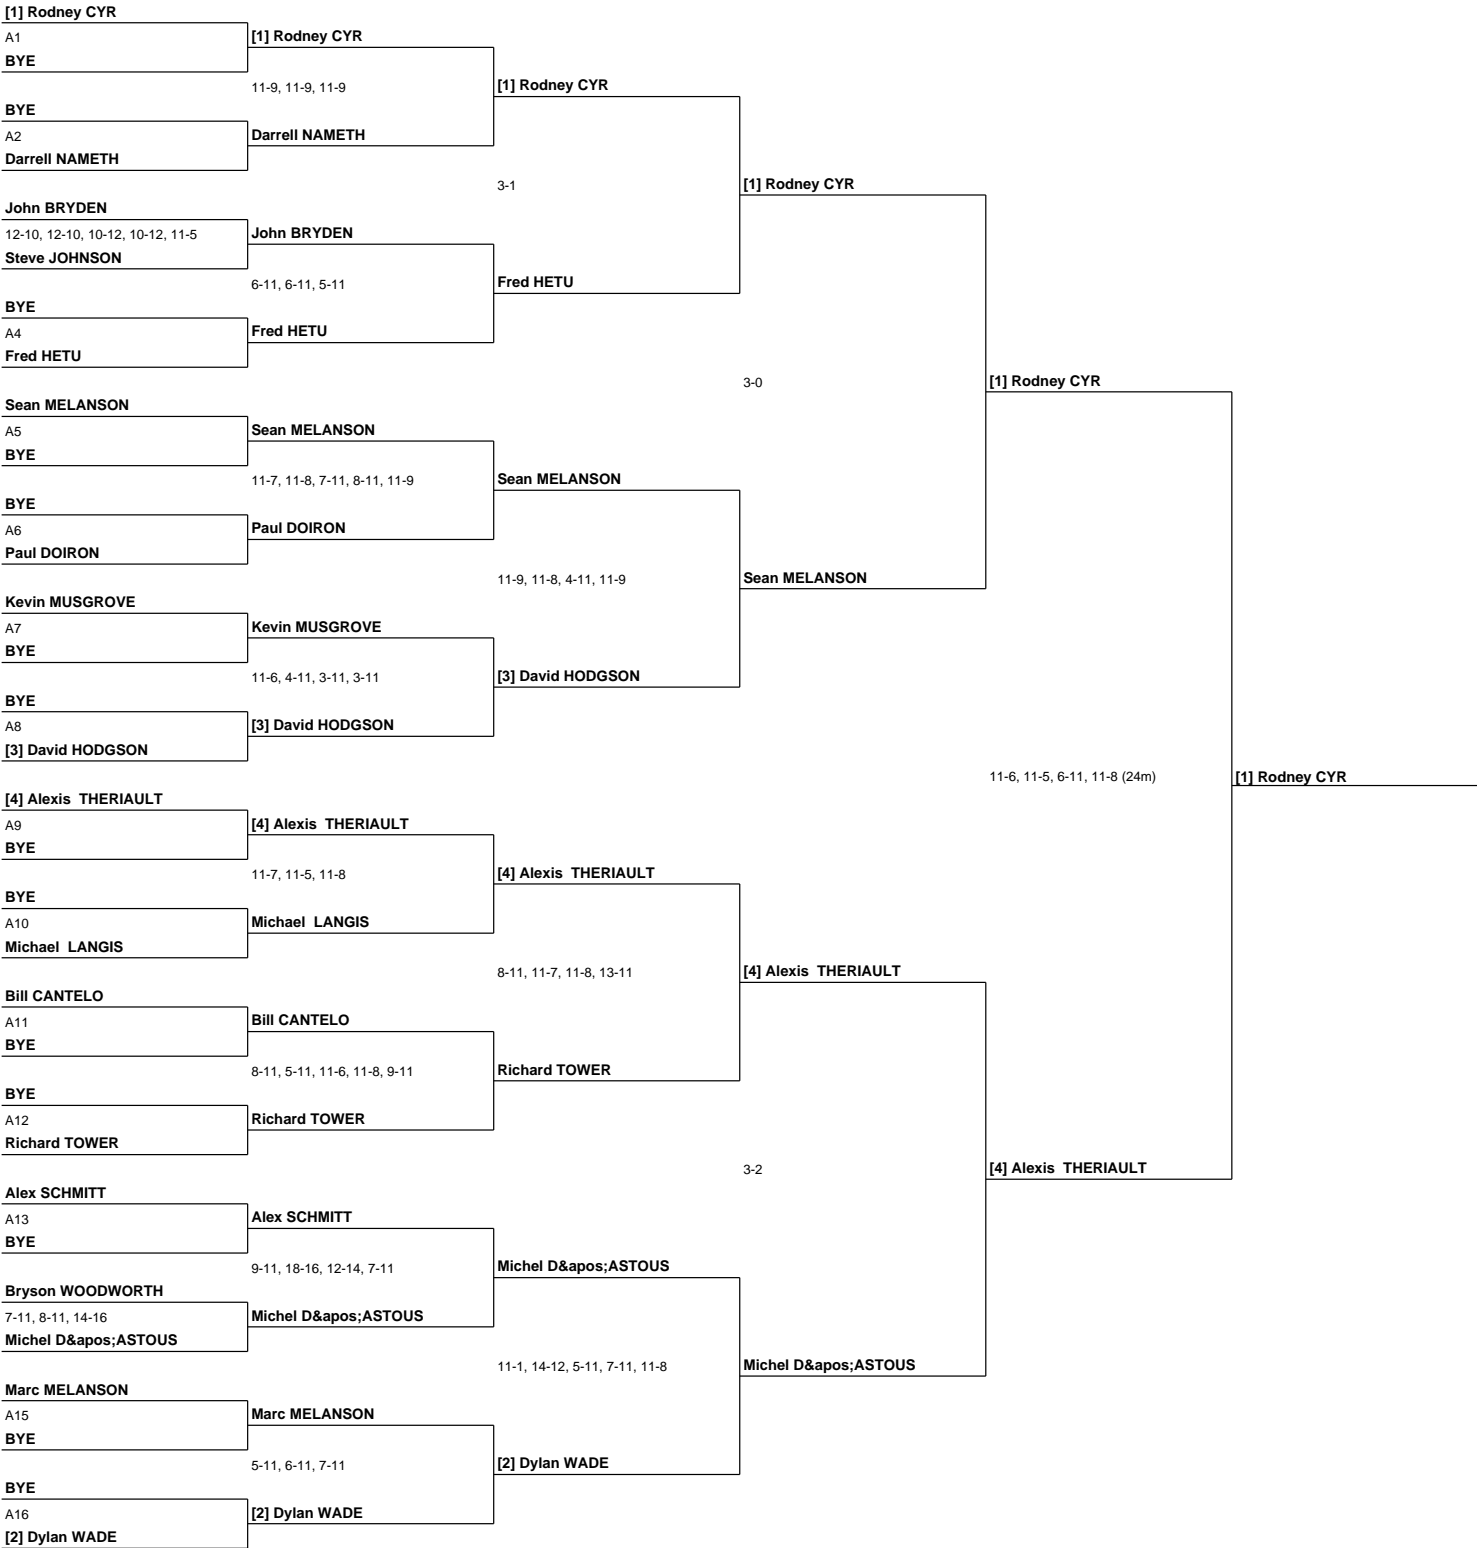 [1] Rodney CYR
A1
BYE
BYE
A2
Darrell NAMETH
John BRYDEN
12-10, 12-10, 10-12, 10-12, 11-5
Steve JOHNSON
BYE
A4
Fred HETU
Sean MELANSON
A5
BYE
BYE
A6
Paul DOIRON
Kevin MUSGROVE
A7
BYE
BYE
A8
[3] David HODGSON
[4] Alexis  THERIAULT
A9
BYE
BYE
A10
Michael  LANGIS
Bill CANTELO
A11
BYE
BYE
A12
Richard TOWER
Alex SCHMITT
A13
BYE
Bryson WOODWORTH
7-11, 8-11, 14-16
Michel D&apos;ASTOUS
Marc MELANSON
A15
BYE
BYE
A16
[2] Dylan WADE
[1] Rodney CYR
11-9, 11-9, 11-9
Darrell NAMETH
John BRYDEN
6-11, 6-11, 5-11
Fred HETU
Sean MELANSON
11-7, 11-8, 7-11, 8-11, 11-9
Paul DOIRON
Kevin MUSGROVE
11-6, 4-11, 3-11, 3-11
[3] David HODGSON
[4] Alexis  THERIAULT
11-7, 11-5, 11-8
Michael  LANGIS
Bill CANTELO
8-11, 5-11, 11-6, 11-8, 9-11
Richard TOWER
Alex SCHMITT
9-11, 18-16, 12-14, 7-11
Michel D&apos;ASTOUS
Marc MELANSON
5-11, 6-11, 7-11
[2] Dylan WADE
[1] Rodney CYR
3-1
Fred HETU
Sean MELANSON
11-9, 11-8, 4-11, 11-9
[3] David HODGSON
[4] Alexis  THERIAULT
8-11, 11-7, 11-8, 13-11
Richard TOWER
Michel D&apos;ASTOUS
11-1, 14-12, 5-11, 7-11, 11-8
[2] Dylan WADE
[1] Rodney CYR
3-0
Sean MELANSON
[4] Alexis  THERIAULT
3-2
Michel D&apos;ASTOUS
[1] Rodney CYR
11-6, 11-5, 6-11, 11-8 (24m)
[4] Alexis  THERIAULT
[1] Rodney CYR